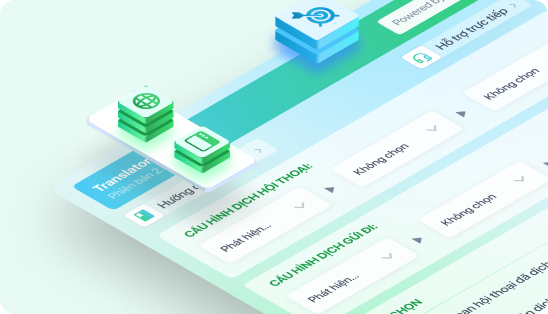 Powered by
Translator
Phiên bản 2.
Hỗ trợ trực tiếp
Hướng
CẤU HÌNH DỊCH HỘI THOẠI:
Phát hiện...
Không chọn
Không chọn
CẤU HÌNH DỊCH GỬI ĐI:
Phát hiện...
Không chọn
CHỌN
hội thoại đã dịch